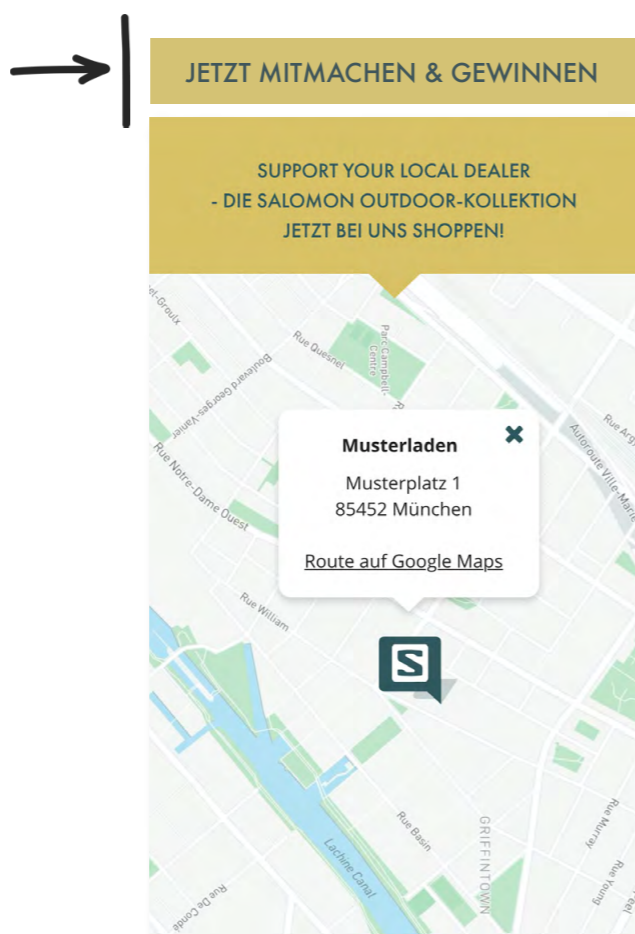 JETZT MITMACHEN & GEWINNEN
SUPPORT YOUR LOCAL DEALER
- DIE SALOMON OUTDOOR-KOLLEKTION
JETZT BEI UNS SHOPPEN!
Rue Quesnel
Parc Campbell-
Centre
Boulevard Georges-Vanier
Autoroute Ville-Marie
Rue Notre-Dame Ouest
Musterladen
Musterplatz 1
85452 München
Route auf Google Maps
Rue William
S
Rue Basin
GRIFFINTOWN
Rue Murray
Lachine Canal
Rue Young